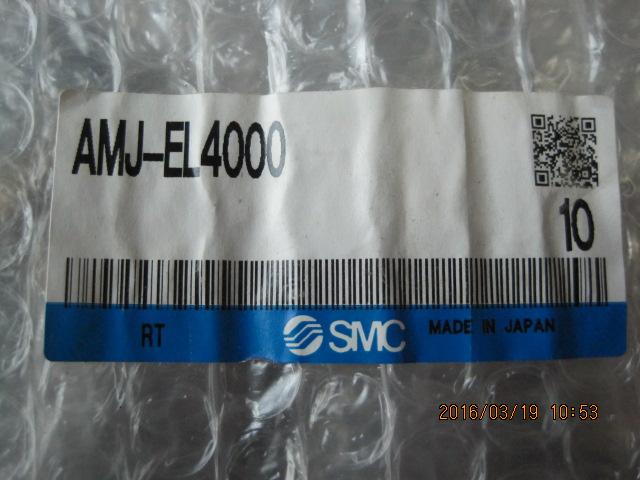 AMJ-EL4000
10
RT SMC MADE IN JAPAN
2016/03/19 10:53